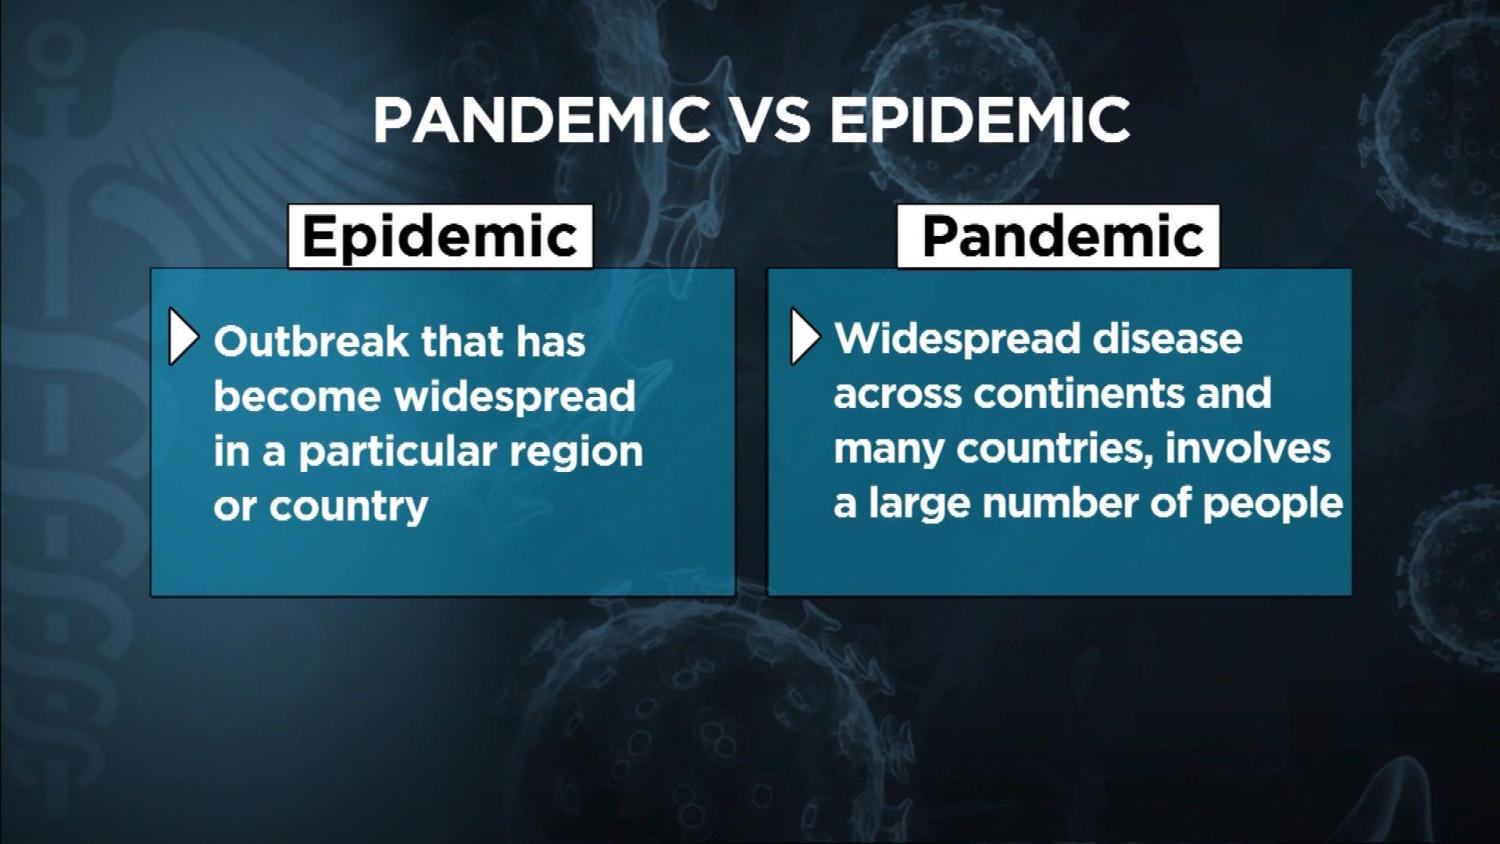 PANDEMIC VS EPIDEMIC
Epidemic
Outbreak that has
become widespread
in a particular region
or country
Pandemic
Widespread disease
across continents and
many countries, involves
a large number of people